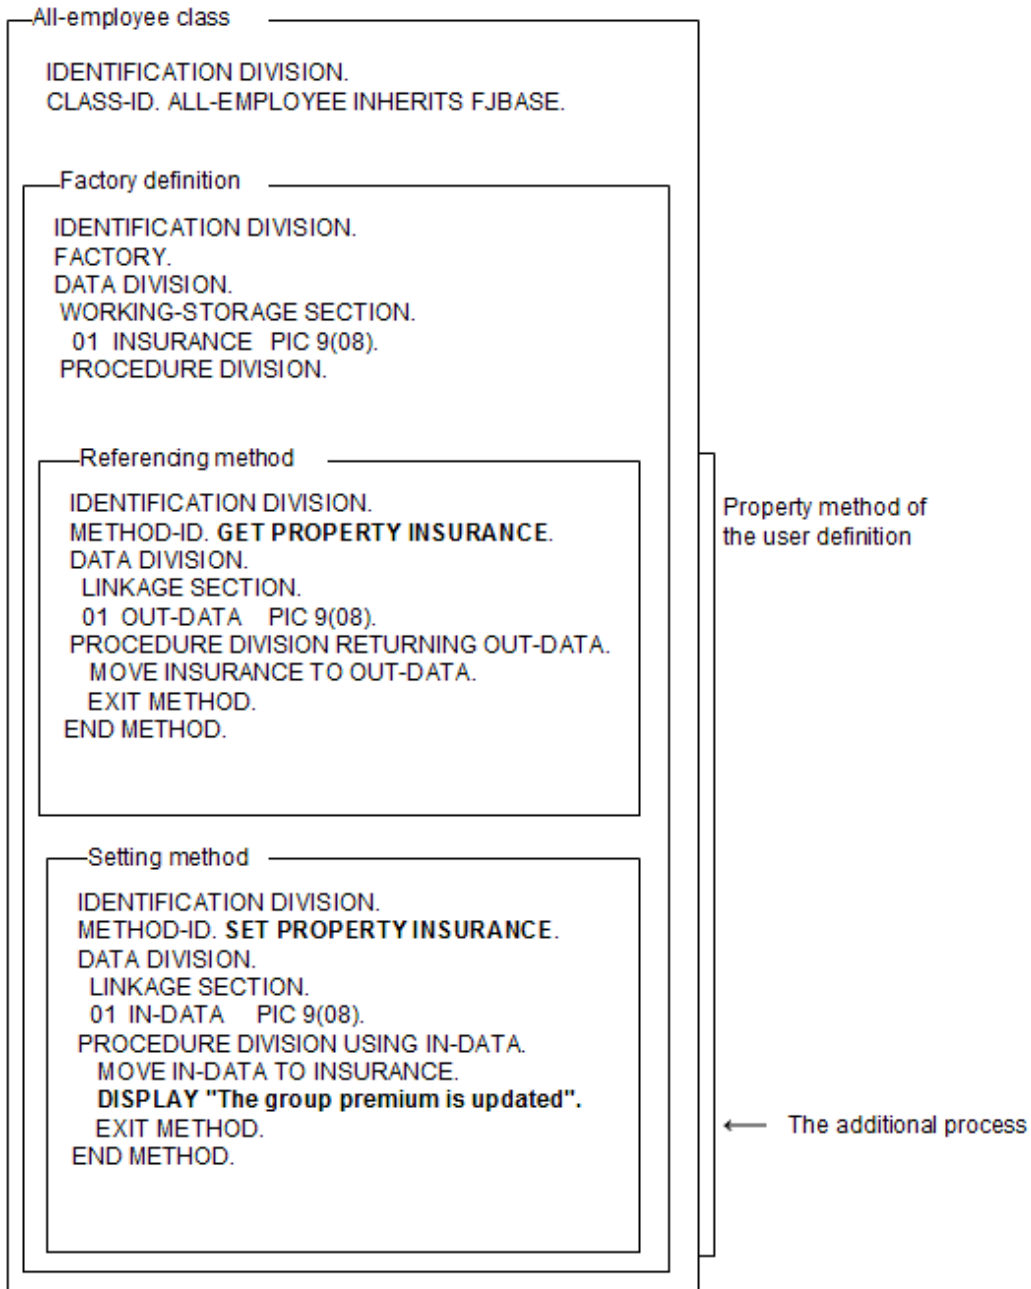 All-employee class
IDENTIFICATION DIVISION.
CLASS-ID. ALL-EMPLOYEE INHERITS FJBASE.
Factory definition
IDENTIFICATION DIVISION.
FACTORY.
DATA DIVISION.
WORKING-STORAGE SECTION.
01 INSURANCE PIC 9(08).
PROCEDURE DIVISION.
Referencing method
IDENTIFICATION DIVISION.
METHOD-ID. GET PROPERTY INSURANCE.
DATA DIVISION.
LINKAGE SECTION.
01 OUT-DATA PIC 9(08).
PROCEDURE DIVISION RETURNING OUT-DATA.
MOVE INSURANCE TO OUT-DATA.
EXIT METHOD.
END METHOD.
Property method of
the user definition
Setting method
IDENTIFICATION DIVISION.
METHOD-ID. SET PROPERTY INSURANCE.
DATA DIVISION.
LINKAGE SECTION.
01 IN-DATA PIC 9(08).
PROCEDURE DIVISION USING IN-DATA.
MOVE IN-DATA TO INSURANCE.
DISPLAY "The group premium is updated".
EXIT METHOD.
END METHOD.
← The additional process